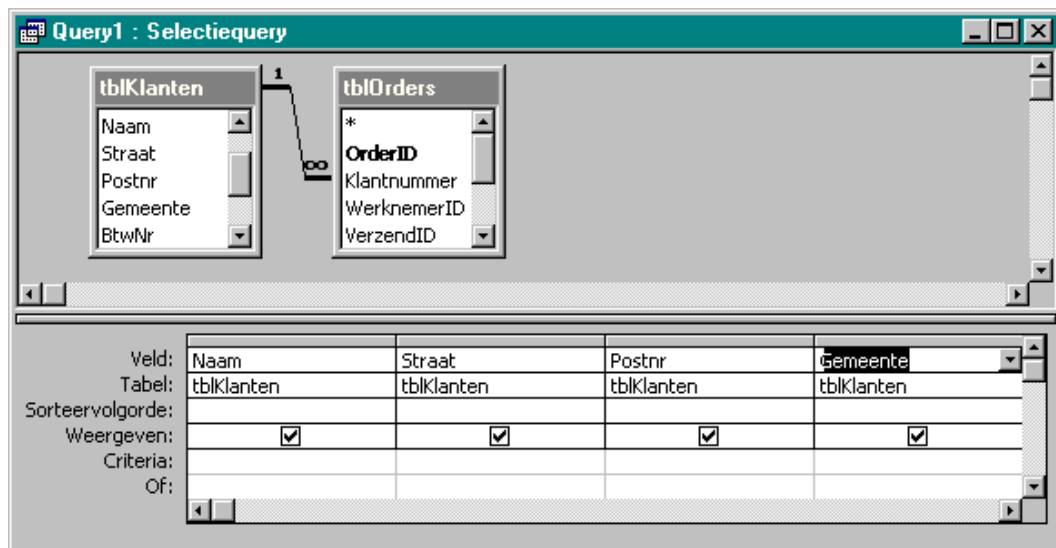 Query1 : Selectiequery
tblKlanten
Naam
Straat
Postnr
Gemeente
BtwNr
1
∞
tblOrders
*
OrderID
Klantnummer
WerknemerID
VerzendID
Veld: Naam Straat Postnr Gemeente
Tabel: tblKlanten tblKlanten tblKlanten tblKlanten
Sorteervolgorde:
Weergeven:
Criteria:
Of: